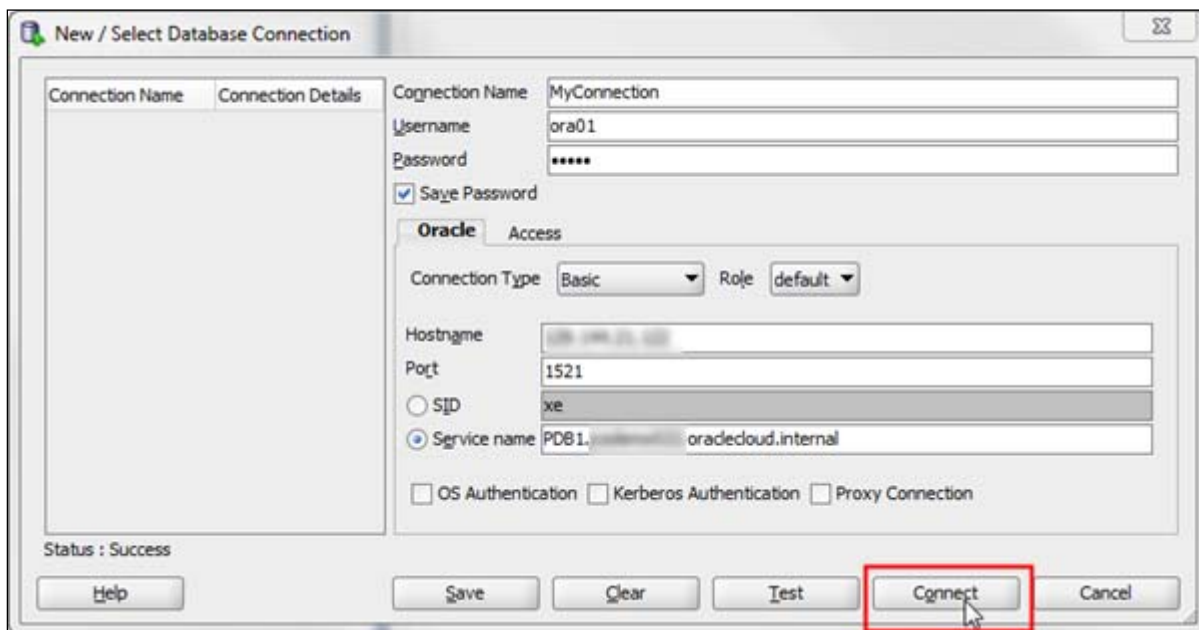 New / Select Database Connection
Connection Name Connection Details
Connection Name MyConnection
Username ora01
Password •••••
Save Password
Oracle Access
Connection Type Basic Role default
Hostname
Port 1521
SID xe
Service name PDB1. oraclecloud.internal
OS Authentication Kerberos Authentication Proxy Connection
Status : Success
Help Save Clear Test Connect Cancel